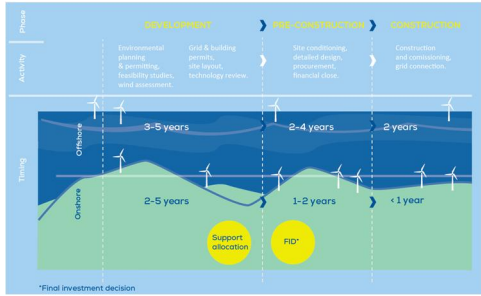 Phase
DEVELOPMENT
PRE-CONSTRUCTION
CONSTRUCTION
Activity
Environmental
planning
& permitting,
feasibility studies,
wind assessment.
Grid & building
permits,
site layout,
technology review.
Site conditioning,
detailed design,
procurement,
financial close.
Construction
and comissioning,
grid connection.
Timing
Offshore
3-5 years
2-4 years
2 years
Onshore
2-5 years
1-2 years
< 1 year
Support
allocation
FID*
*Final investment decision